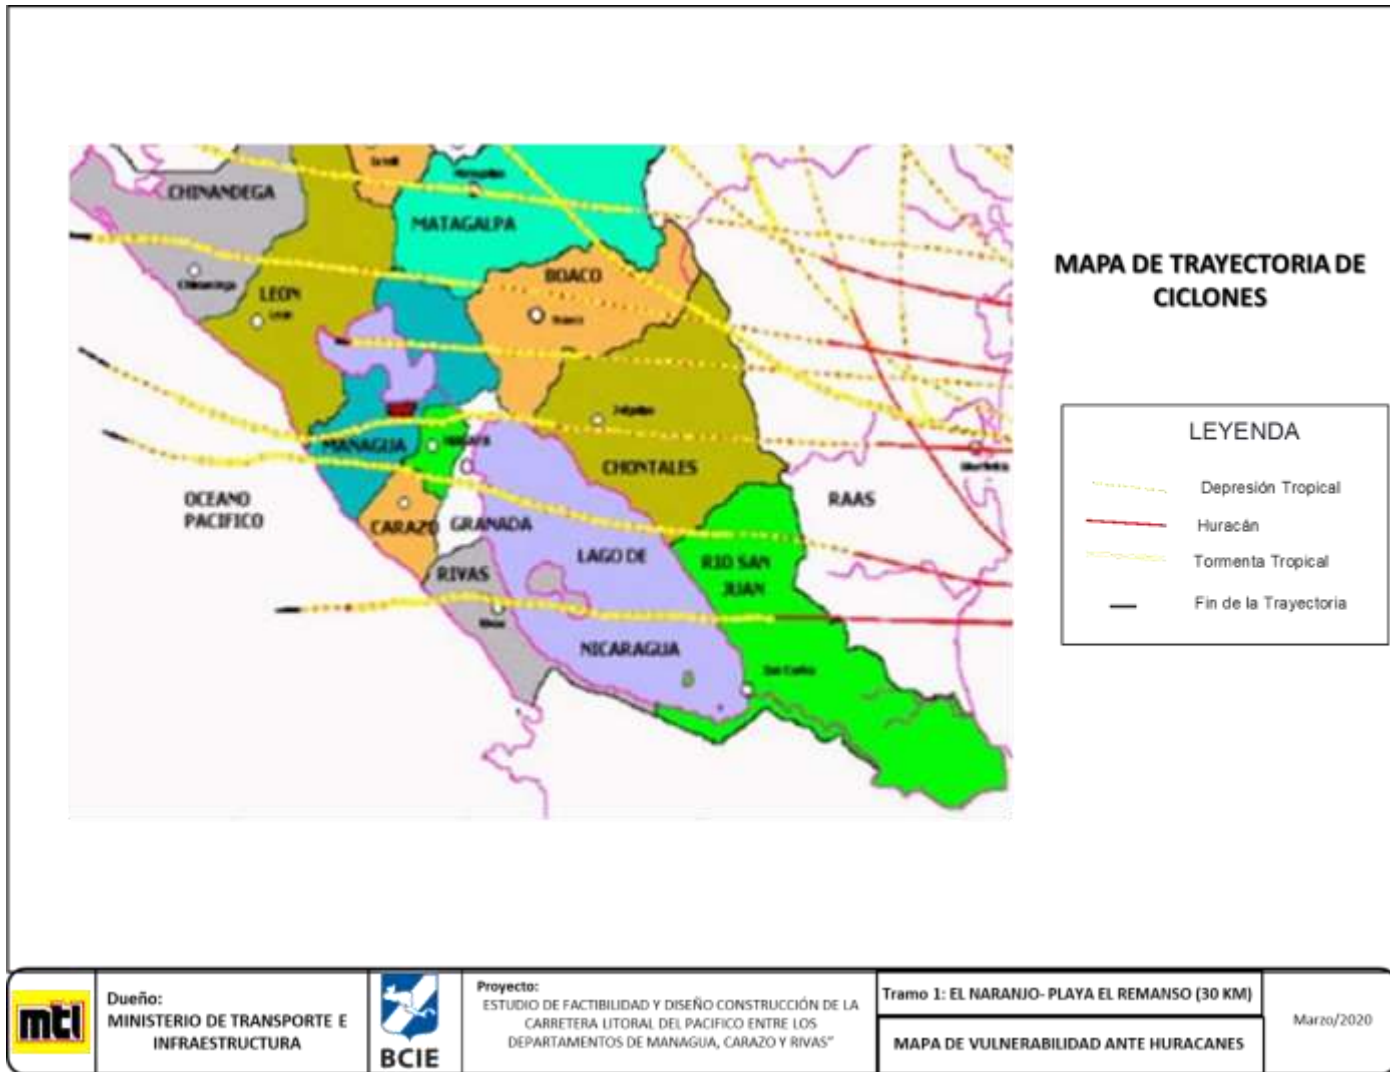 CHINANDEGA
MATAGALPA
BOACO
LEON
MANAGUA
CHONTALES
OCEANO
PACIFICO
CARAZO
GRANADA
RAAS
LAGO DE
NICARAGUA
RIO SAN
JUAN
RIVAS
MAPA DE TRAYECTORIA DE
CICLONES
LEYENDA
Depresión Tropical
Huracán
Tormenta Tropical
Fin de la Trayectoria
mti
Dueño:
MINISTERIO DE TRANSPORTE E
INFRAESTRUCTURA
BCIE
Proyecto:
ESTUDIO DE FACTIBILIDAD Y DISEÑO CONSTRUCCIÓN DE LA
CARRETERA LITORAL DEL PACIFICO ENTRE LOS
DEPARTAMENTOS DE MANAGUA, CARAZO Y RIVAS”
Tramo 1: EL NARANJO- PLAYA EL REMANSO (30 KM)
MAPA DE VULNERABILIDAD ANTE HURACANES
Marzo/2020